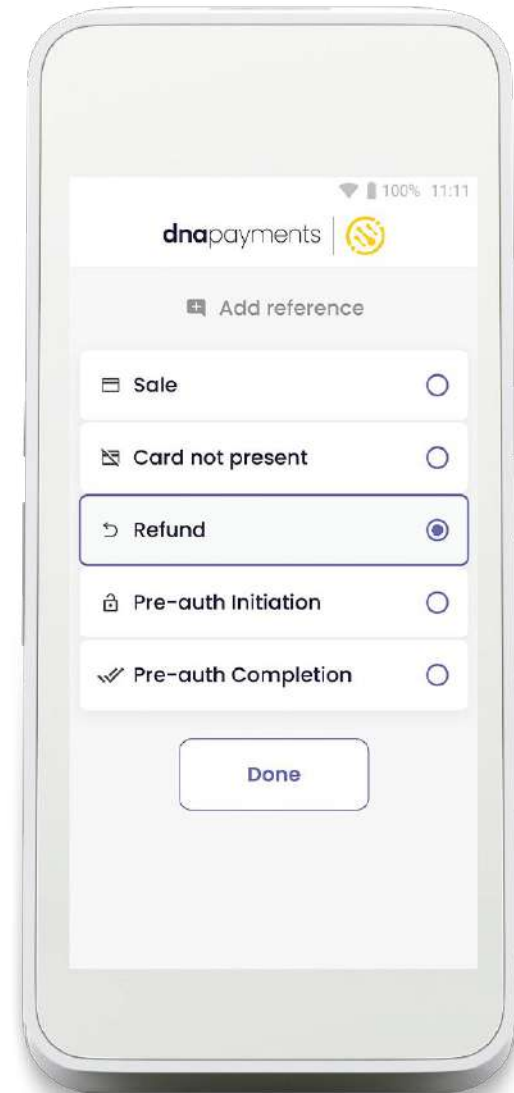 100% 11:11
dnapayments
Add reference
Sale
Card not present
Refund
Pre-auth Initiation
Pre-auth Completion
Done